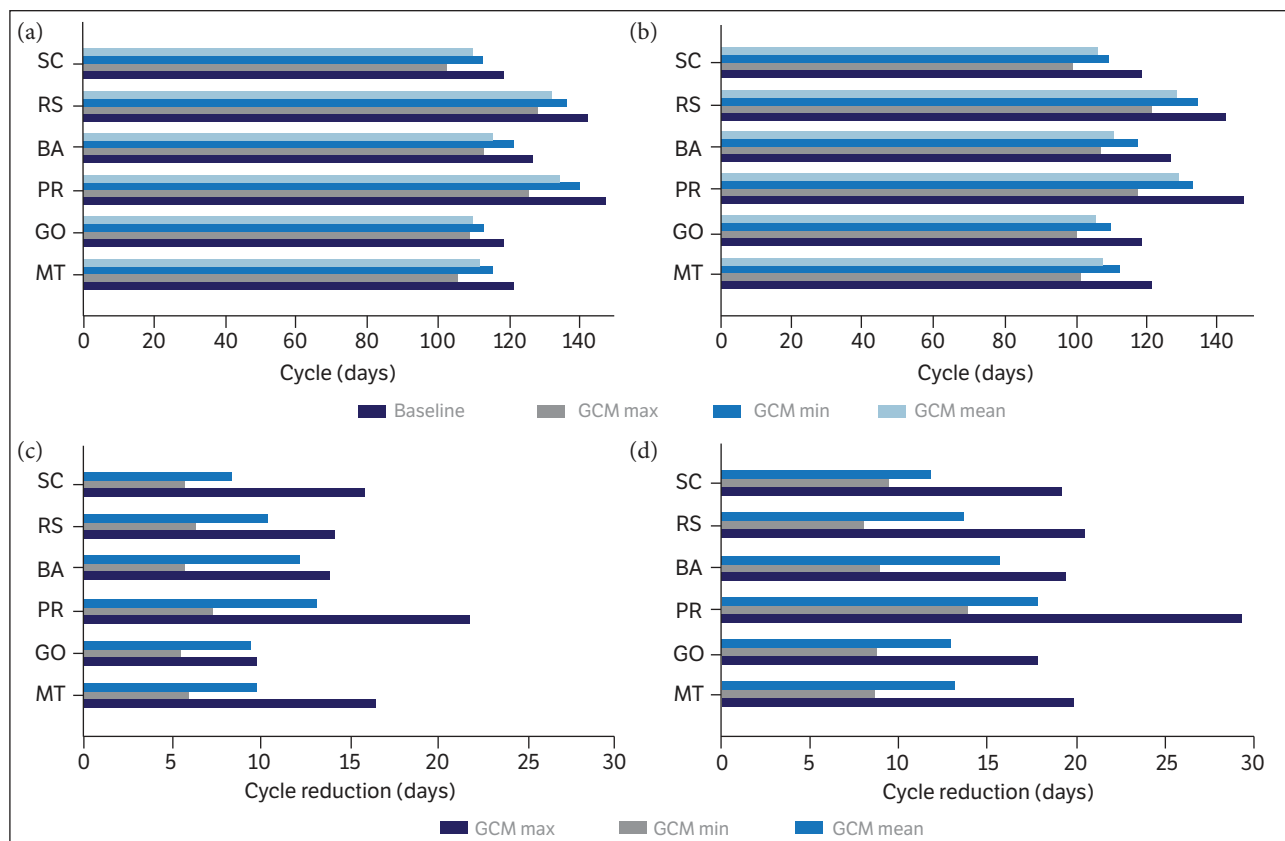 (a)
SC
RS
BA
PR
GO
MT
0 20 40 60 80 100 120 140
Cycle (days)
(b)
SC
RS
BA
PR
GO
MT
0 20 40 60 80 100 120 140
Cycle (days)
Baseline GCM max GCM min GCM mean
(c)
SC
RS
BA
PR
GO
MT
0 5 10 15 20 25 30
Cycle reduction (days)
(d)
SC
RS
BA
PR
GO
MT
0 5 10 15 20 25 30
Cycle reduction (days)
GCM max GCM min GCM mean